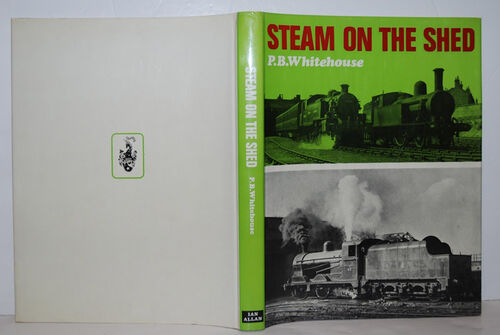 STEAM ON THE SHED
P.B.Whitehouse
STEAM ON THE SHED
P.B.Whitehouse
IAN
ALLAN